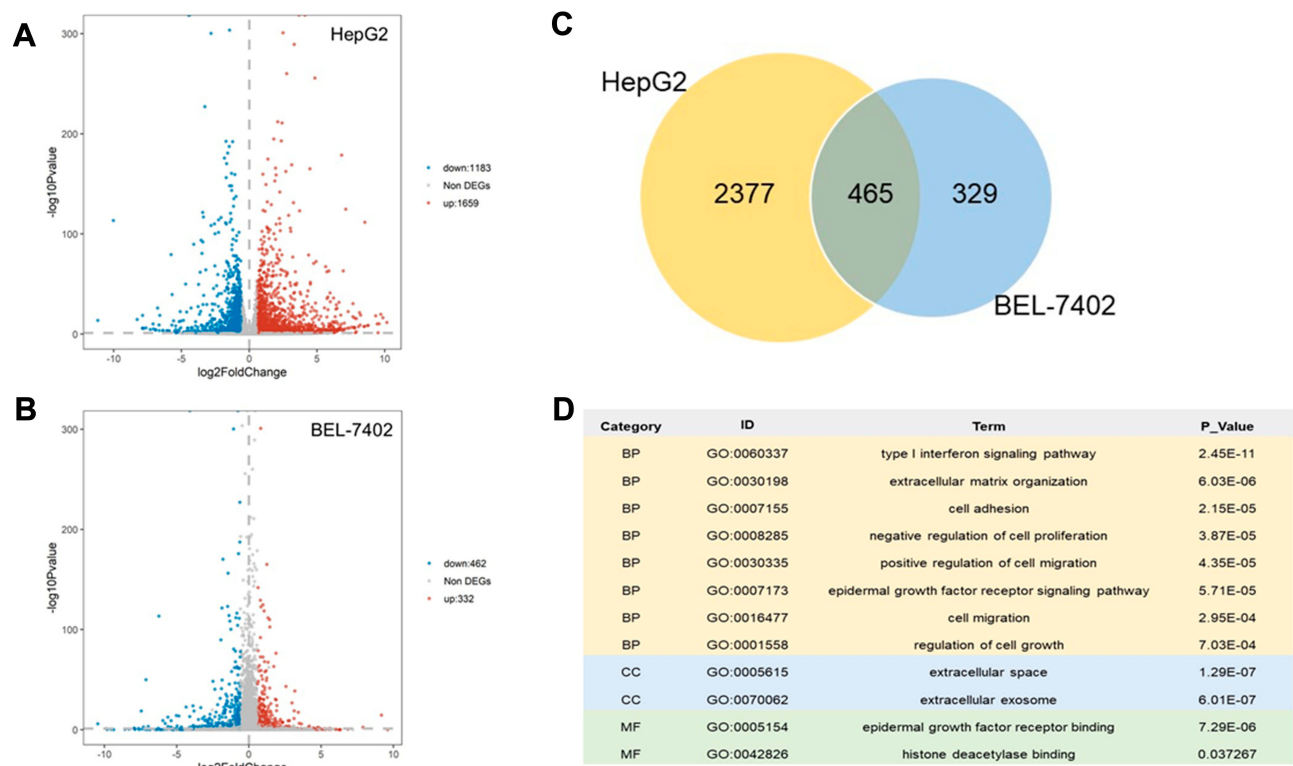 A
HepG2
300
200
100
0
-log10Pvalue
-10
-5
0
5
10
log2FoldChange
down:1183
Non DEGs
up:1659
B
BEL-7402
300
200
100
0
-log10Pvalue
-10
-5
0
5
10
log2FoldChange
down:462
Non DEGs
up:332
C
HepG2
2377
465
329
BEL-7402
D
Category ID Term P_Value
BP GO:0060337 type I interferon signaling pathway 2.45E-11
BP GO:0030198 extracellular matrix organization 6.03E-06
BP GO:0007155 cell adhesion 2.15E-05
BP GO:0008285 negative regulation of cell proliferation 3.87E-05
BP GO:0030335 positive regulation of cell migration 4.35E-05
BP GO:0007173 epidermal growth factor receptor signaling pathway 5.71E-05
BP GO:0016477 cell migration 2.95E-04
BP GO:0001558 regulation of cell growth 7.03E-04
CC GO:0005615 extracellular space 1.29E-07
CC GO:0070062 extracellular exosome 6.01E-07
MF GO:0005154 epidermal growth factor receptor binding 7.29E-06
MF GO:0042826 histone deacetylase binding 0.037267